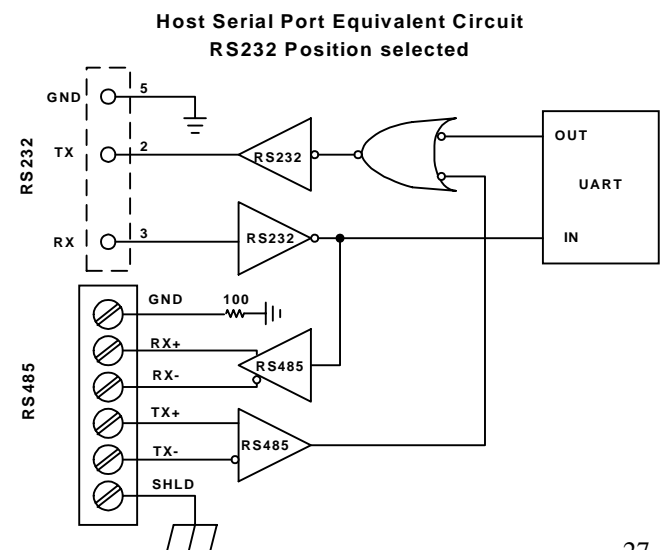 Host Serial Port Equivalent Circuit
RS232 Position selected
GND
5
TX
2
RS232
RX
3
RS232
RS232
OUT
UART
IN
RS485
GND
100
RX+
RX-
RS485
TX+
TX-
RS485
SHLD